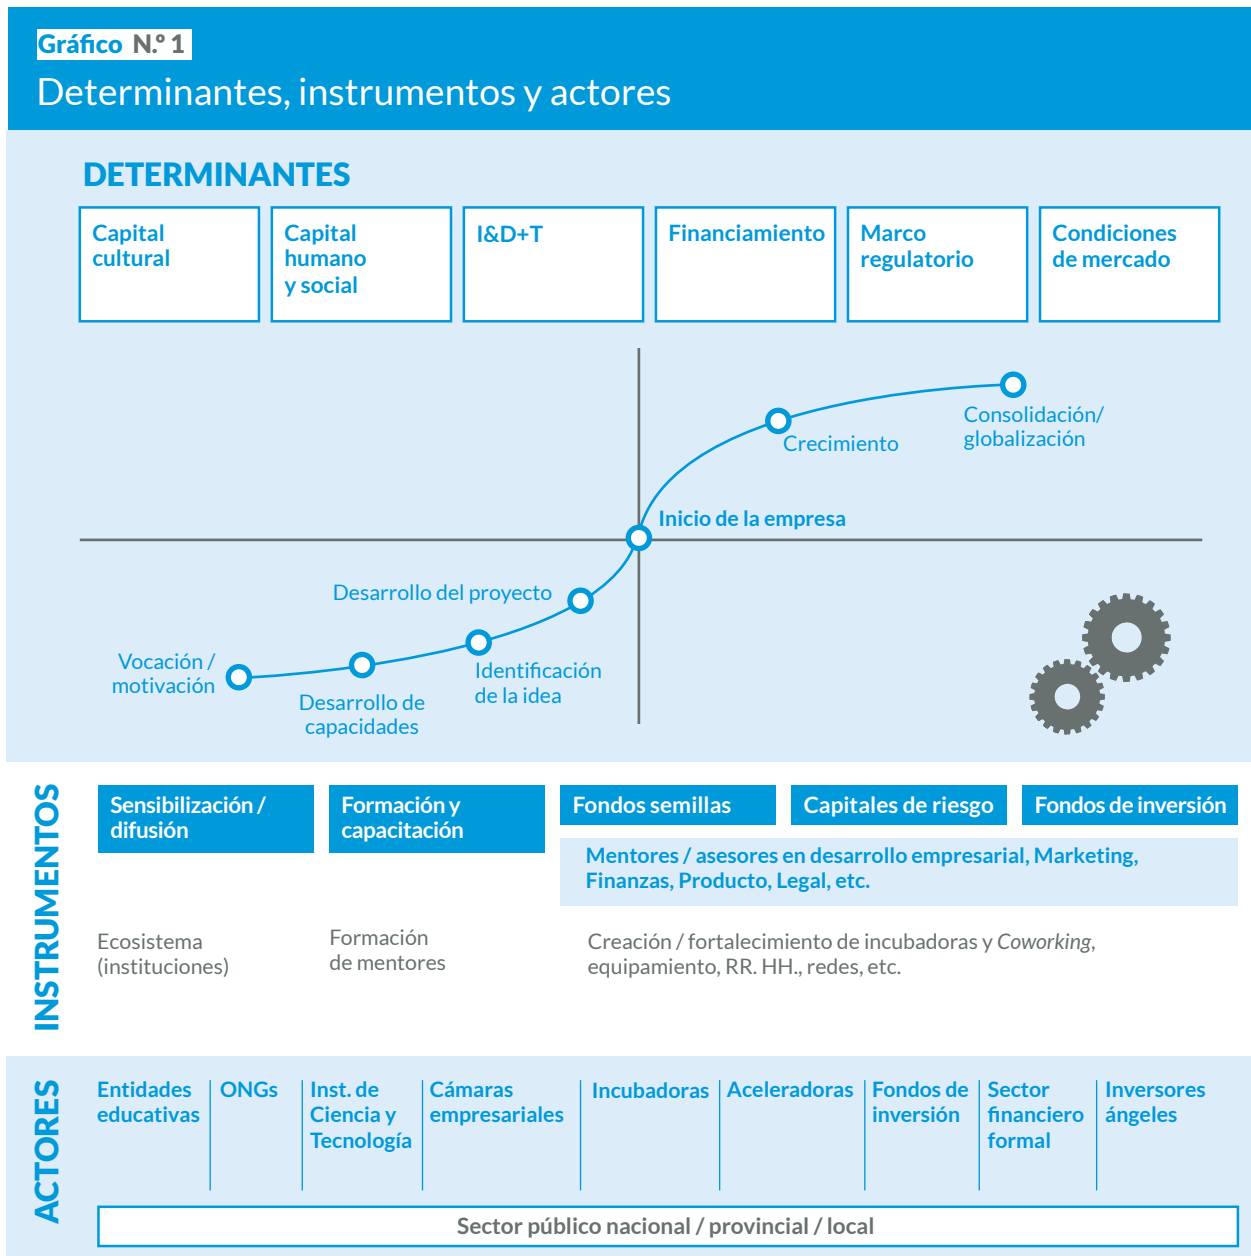 Gráfico N.º 1
Determinantes, instrumentos y actores
DETERMINANTES
Capital
cultural
Capital
humano
y social
I&D+T
Financiamiento
Marco
regulatorio
Condiciones
de mercado
Consolidación/
globalización
Crecimiento
Inicio de la empresa
Desarrollo del proyecto
Vocación /
motivación
Identificación
de la idea
Desarrollo de
capacidades
INSTRUMENTOS
Sensibilización /
difusión
Formación y
capacitación
Fondos semillas
Capitales de riesgo
Fondos de inversión
Mentores / asesores en desarrollo empresarial, Marketing,
Finanzas, Producto, Legal, etc.
Ecosistema
(instituciones)
Formación
de mentores
Creación / fortalecimiento de incubadoras y Coworking,
equipamiento, RR. HH., redes, etc.
ACTORES
Entidades
educativas
ONGs
Inst. de
Ciencia y
Tecnología
Cámaras
empresariales
Incubadoras
Aceleradoras
Fondos de
inversión
Sector
financiero
formal
Inversores
ángeles
Sector público nacional / provincial / local